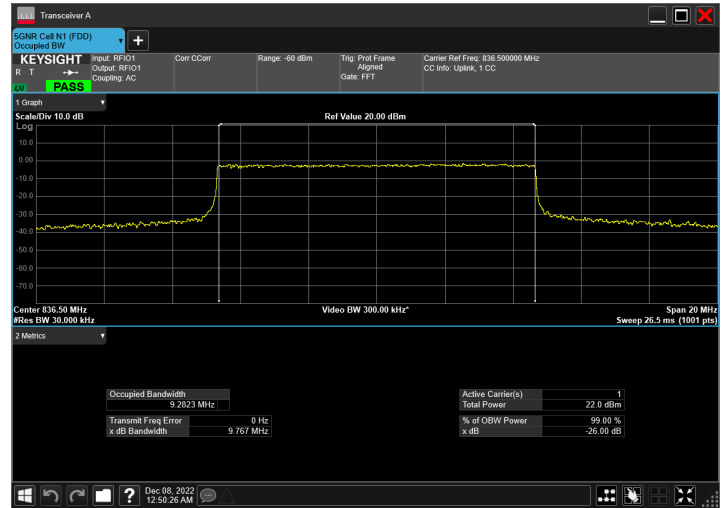 Transceiver A
5GNR Cell N1 (FDD)
Occupied BW
KEYSIGHT
R T
LXI
PASS
Input: RFIO1
Output: RFIO1
Coupling: AC
Corr CCorr
Range: -60 dBm
Trig: Prot Frame
Aligned
Gate: FFT
Carrier Ref Freq: 836.500000 MHz
CC Info: Uplink, 1 CC
1 Graph
Scale/Div 10.0 dB
Ref Value 20.00 dBm
Log
10.0
0.00
-10.0
-20.0
-30.0
-40.0
-50.0
-60.0
-70.0
Center 836.50 MHz
Video BW 300.00 kHz*
Span 20 MHz
#Res BW 30.000 kHz
Sweep 26.5 ms (1001 pts)
2 Metrics
Occupied Bandwidth
9.2823 MHz
Active Carrier(s) 1
Total Power 22.0 dBm
Transmit Freq Error 0 Hz
x dB Bandwidth 9.767 MHz
% of OBW Power 99.00 %
x dB -26.00 dB
?
Dec 08, 2022
12:50:26 AM